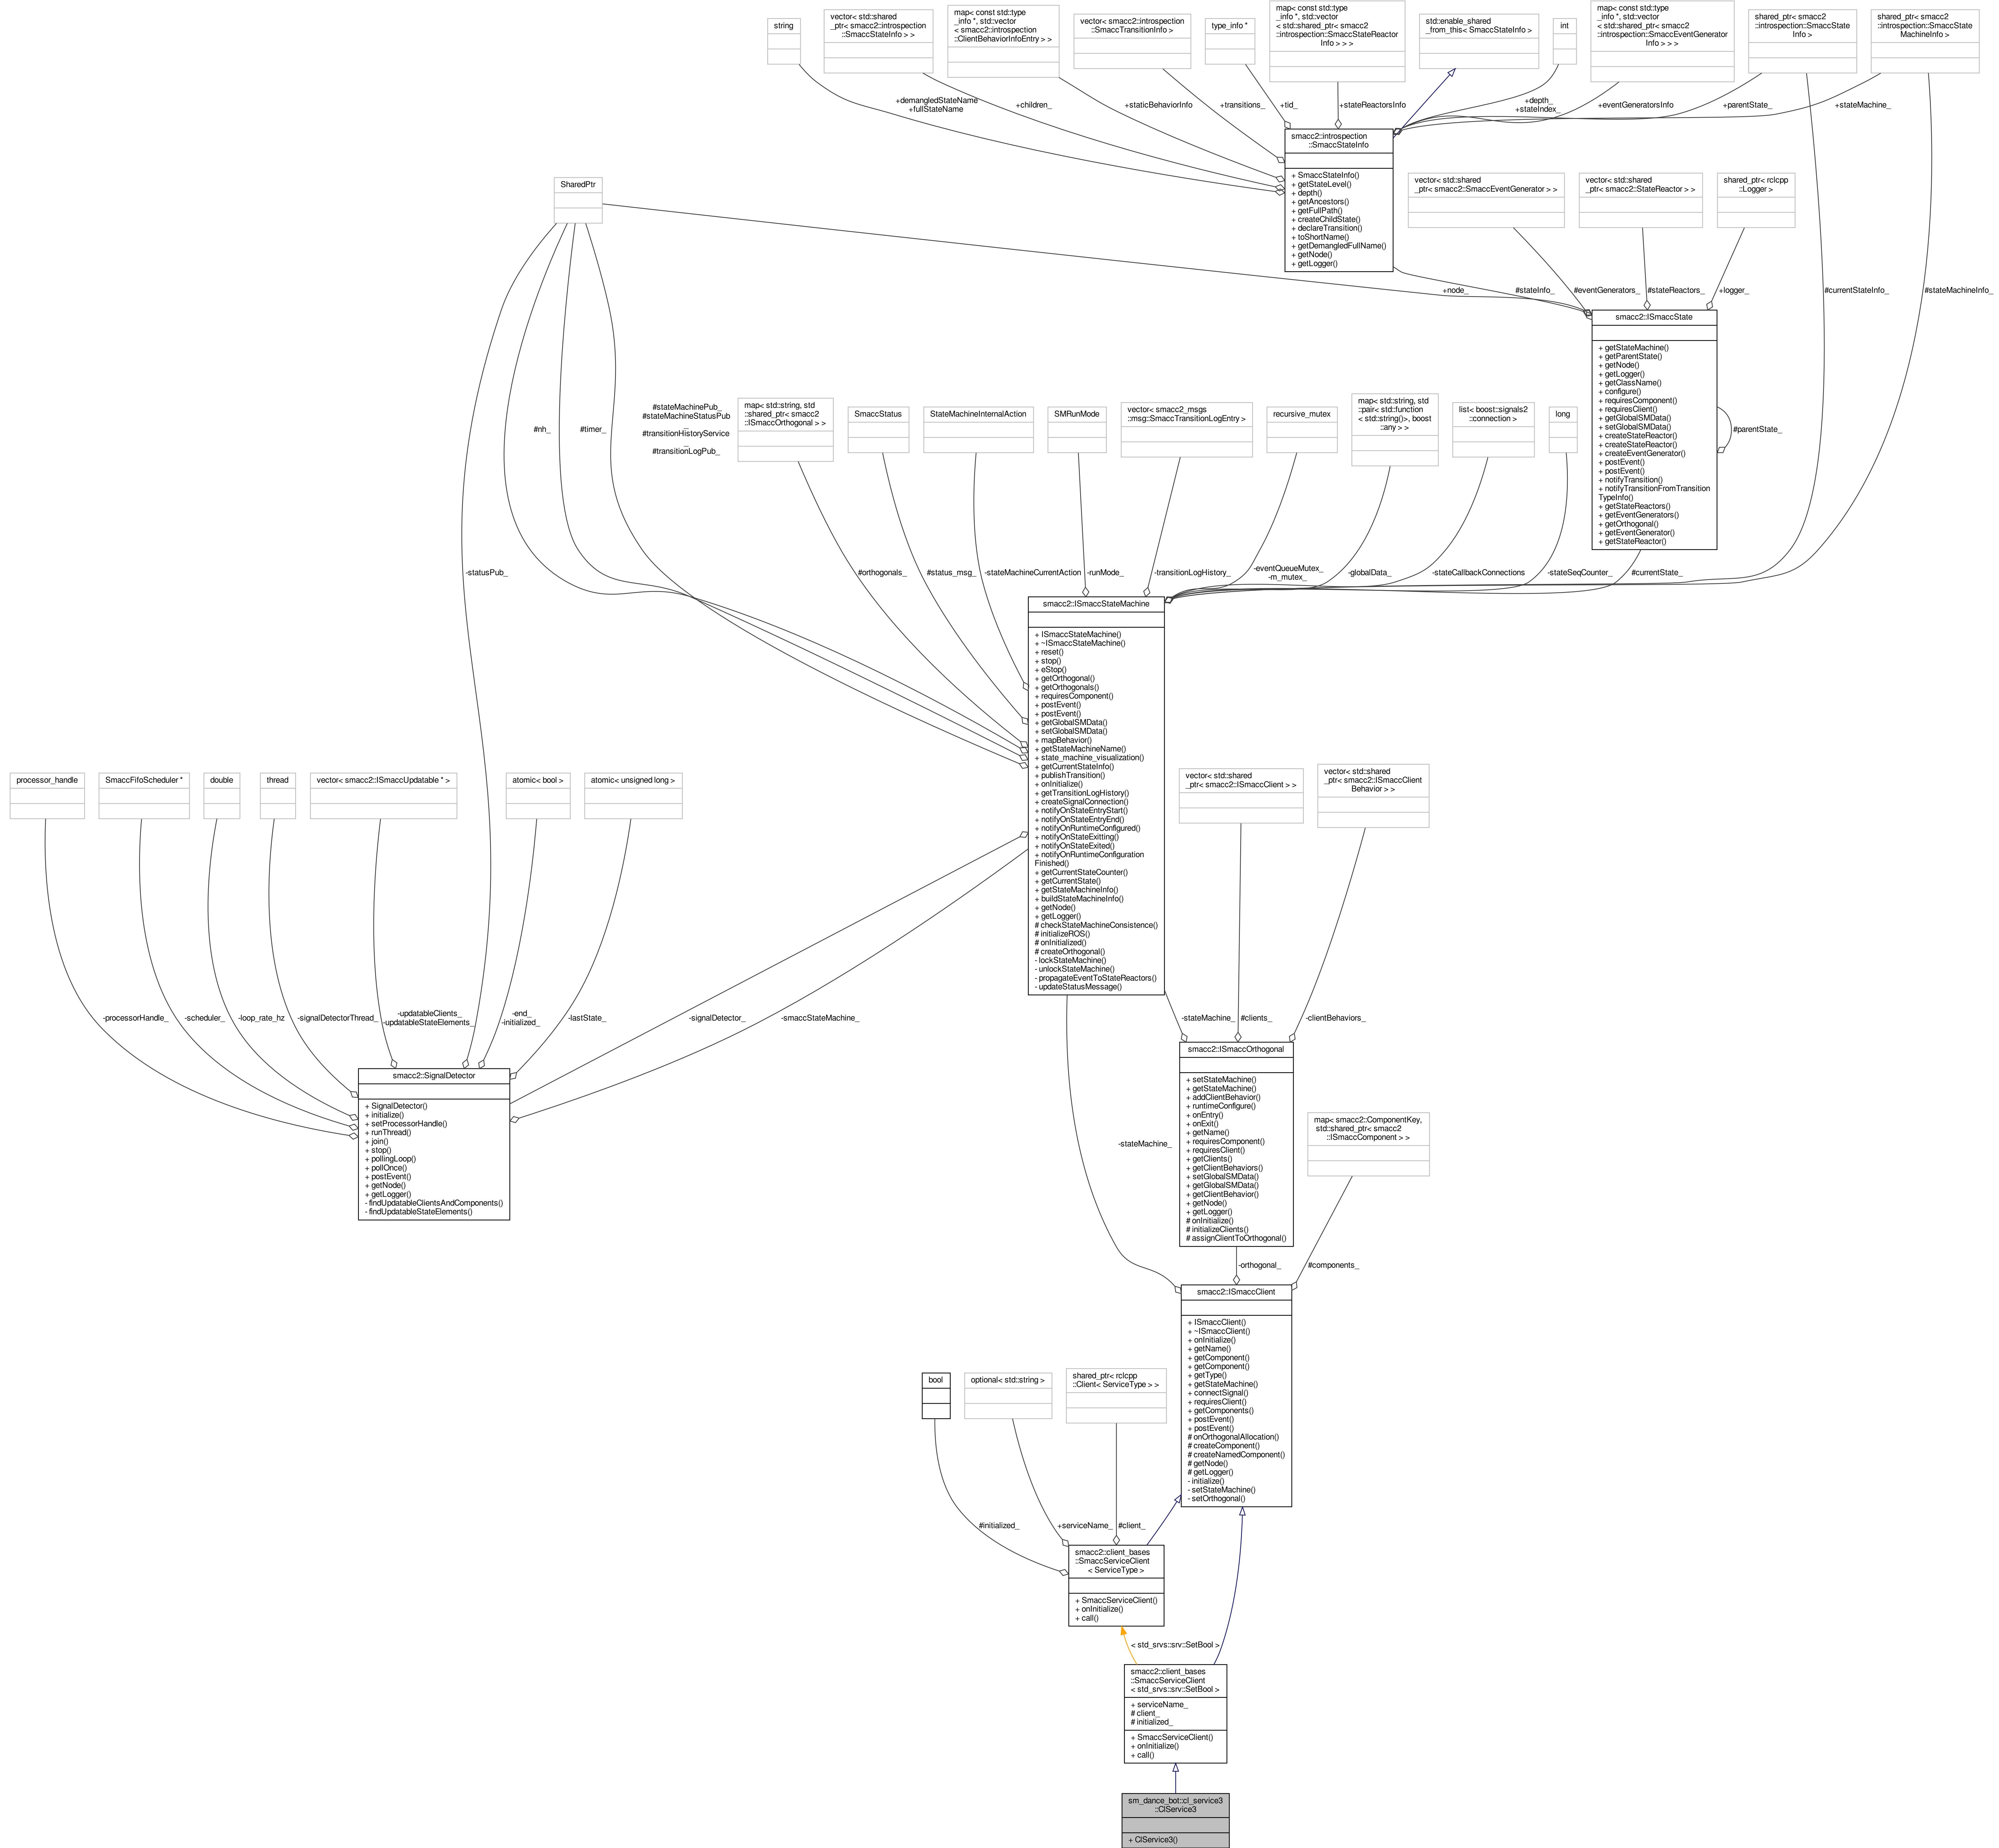 string
vector< std::shared
_ptr< smacc2::introspection
::SmaccStateInfo > >
map< const std::type
_info *, std::vector
< smacc2::introspection
::ClientBehaviorInfoEntry > >
vector< smacc2::introspection
::SmaccTransitionInfo >
type_info *
map< const std::type
_info *, std::vector
< std::shared_ptr< smacc2
::introspection::SmaccStateReactor
Info > > >
std::enable_shared
_from_this< SmaccStateInfo >
int
map< const std::type
_info *, std::vector
< std::shared_ptr< smacc2
::introspection::SmaccEventGenerator
Info > > >
shared_ptr< smacc2
::introspection::SmaccState
Info >
shared_ptr< smacc2
::introspection::SmaccState
MachineInfo >
+demangledStateName
+fullStateName
+children_
+staticBehaviorInfo
+transitions_
+tid_
+stateReactorsInfo
+depth_
+stateIndex_
+eventGeneratorsInfo
+parentState_
+stateMachine_
smacc2::introspection
::SmaccStateInfo
+ SmaccStateInfo()
+ getStateLevel()
+ depth()
+ getAncestors()
+ getFullPath()
+ createChildState()
+ declareTransition()
+ toShortName()
+ getDemangledFullName()
+ getNode()
+ getLogger()
SharedPtr
vector< std::shared
_ptr< smacc2::SmaccEventGenerator > >
vector< std::shared
_ptr< smacc2::StateReactor > >
shared_ptr< rclcpp
::Logger >
+node_
#stateInfo_
#eventGenerators_
#stateReactors_
+logger_
#currentStateInfo_
#stateMachineInfo_
smacc2::ISmaccState
+ getStateMachine()
+ getParentState()
+ getNode()
+ getLogger()
+ getClassName()
+ configure()
+ requiresComponent()
+ requiresClient()
+ getGlobalSMData()
+ setGlobalSMData()
+ createStateReactor()
+ createStateReactor()
+ createEventGenerator()
+ postEvent()
+ postEvent()
+ notifyTransition()
+ notifyTransitionFromTransition
TypeInfo()
+ getStateReactors()
+ getEventGenerators()
+ getOrthogonal()
+ getEventGenerator()
+ getStateReactor()
#parentState_
#nh_
#timer_
#stateMachinePub_
#stateMachineStatusPub
_
#transitionHistoryService
_
#transitionLogPub_
map< std::string, std
::shared_ptr< smacc2
::ISmaccOrthogonal > >
SmaccStatus
StateMachineInternalAction
SMRunMode
vector< smacc2_msgs
::msg::SmaccTransitionLogEntry >
recursive_mutex
map< std::string, std
::pair< std::function
< std::string()>, boost
::any > >
list< boost::signals2
::connection >
long
-statusPub_
#orthogonals_
#status_msg_
-stateMachineCurrentAction
-runMode_
-transitionLogHistory_
-eventQueueMutex_
-m_mutex_
-globalData_
-stateCallbackConnections
-stateSeqCounter_
#currentState_
smacc2::ISmaccStateMachine
+ ISmaccStateMachine()
+ ~ISmaccStateMachine()
+ reset()
+ stop()
+ eStop()
+ getOrthogonal()
+ getOrthogonals()
+ requiresComponent()
+ postEvent()
+ postEvent()
+ getGlobalSMData()
+ setGlobalSMData()
+ mapBehavior()
+ getStateMachineName()
+ state_machine_visualization()
+ getCurrentStateInfo()
+ publishTransition()
+ onInitialize()
+ getTransitionLogHistory()
+ createSignalConnection()
+ notifyOnStateEntryStart()
+ notifyOnStateEntryEnd()
+ notifyOnRuntimeConfigured()
+ notifyOnStateExitting()
+ notifyOnStateExited()
+ notifyOnRuntimeConfiguration
Finished()
+ getCurrentStateCounter()
+ getCurrentState()
+ getStateMachineInfo()
+ buildStateMachineInfo()
+ getNode()
+ getLogger()
# checkStateMachineConsistence()
# initializeROS()
# onInitialized()
# createOrthogonal()
- lockStateMachine()
- unlockStateMachine()
- propagateEventToStateReactors()
- updateStatusMessage()
processor_handle
SmaccFifoScheduler *
double
thread
vector< smacc2::ISmaccUpdatable * >
atomic< bool >
atomic< unsigned long >
vector< std::shared
_ptr< smacc2::ISmaccClient > >
vector< std::shared
_ptr< smacc2::ISmaccClient
Behavior > >
-processorHandle_
-scheduler_
-loop_rate_hz
-signalDetectorThread_
-updatableClients_
-updatableStateElements_
-end_
-initialized_
-lastState_
-signalDetector_
-smaccStateMachine_
-stateMachine_
#clients_
-clientBehaviors_
smacc2::SignalDetector
+ SignalDetector()
+ initialize()
+ setProcessorHandle()
+ runThread()
+ join()
+ stop()
+ pollingLoop()
+ pollOnce()
+ postEvent()
+ getNode()
+ getLogger()
- findUpdatableClientsAndComponents()
- findUpdatableStateElements()
smacc2::ISmaccOrthogonal
+ setStateMachine()
+ getStateMachine()
+ addClientBehavior()
+ runtimeConfigure()
+ onEntry()
+ onExit()
+ getName()
+ requiresComponent()
+ requiresClient()
+ getClients()
+ getClientBehaviors()
+ setGlobalSMData()
+ getGlobalSMData()
+ getClientBehavior()
+ getNode()
+ getLogger()
# onInitialize()
# initializeClients()
# assignClientToOrthogonal()
map< smacc2::ComponentKey,
std::shared_ptr< smacc2
::ISmaccComponent > >
-stateMachine_
-orthogonal_
#components_
smacc2::ISmaccClient
+ ISmaccClient()
+ ~ISmaccClient()
+ onInitialize()
+ getName()
+ getComponent()
+ getComponent()
+ getType()
+ getStateMachine()
+ connectSignal()
+ requiresClient()
+ getComponents()
+ postEvent()
+ postEvent()
# onOrthogonalAllocation()
# createComponent()
# createNamedComponent()
# getNode()
# getLogger()
- initialize()
- setStateMachine()
- setOrthogonal()
bool
optional< std::string >
shared_ptr< rclcpp
::Client< ServiceType > >
#initialized_
+serviceName_
#client_
smacc2::client_bases
::SmaccServiceClient
< ServiceType >
+ SmaccServiceClient()
+ onInitialize()
+ call()
< std_srvs::srv::SetBool >
smacc2::client_bases
::SmaccServiceClient
< std_srvs::srv::SetBool >
+ serviceName_
# client_
# initialized_
+ SmaccServiceClient()
+ onInitialize()
+ call()
sm_dance_bot::cl_service3
::ClService3
+ ClService3()